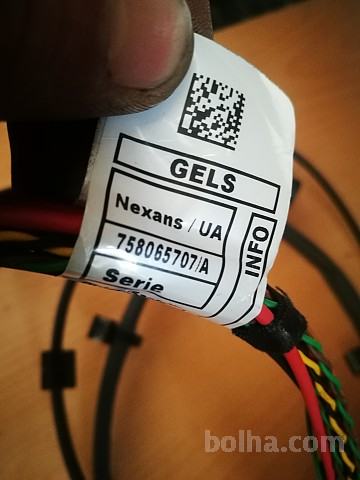 GELS
Nexans / UA
758065707/A
INFO
Serie
bolha.com